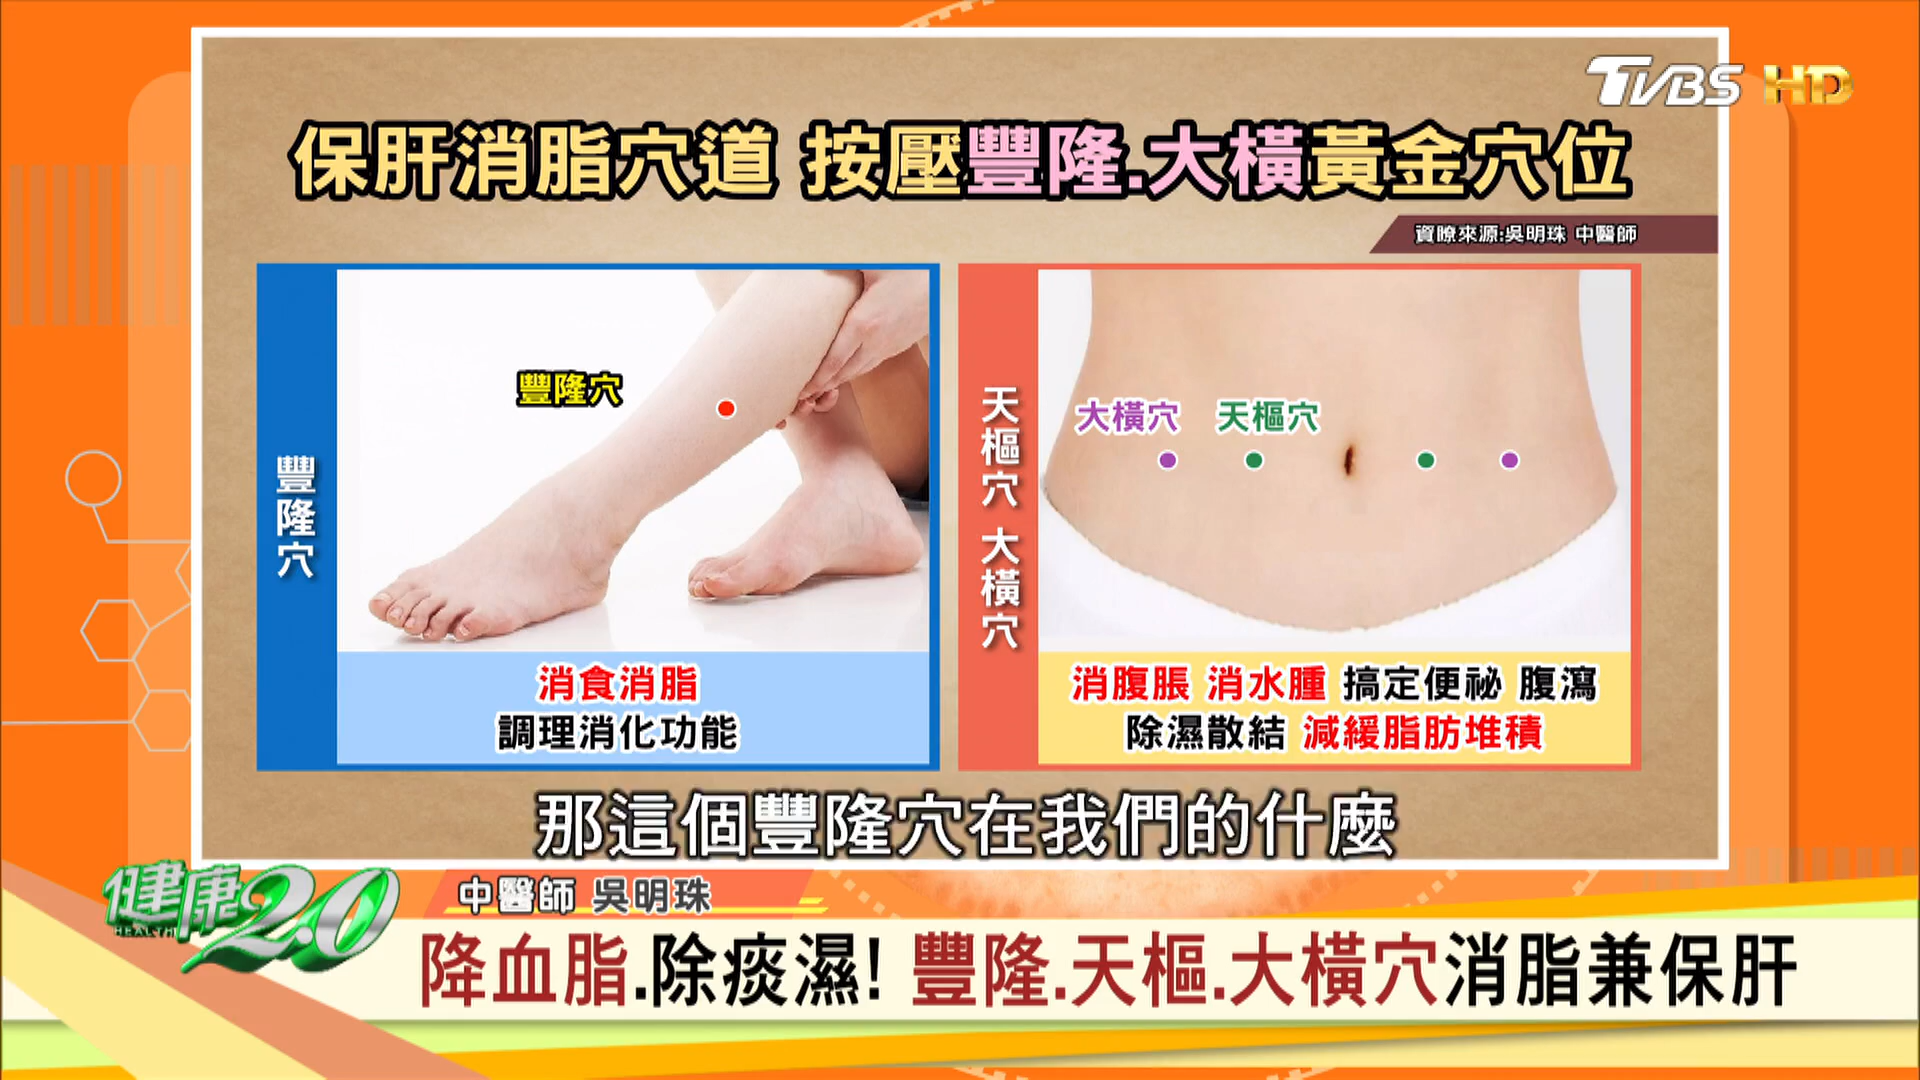 TVBS HD
保肝消脂穴道 按壓豐隆.大橫黃金穴位
資瞭來源:吳明珠 中醫師
豐隆穴
豐隆穴
消食消脂
調理消化功能
天樞穴 大橫穴
大橫穴 天樞穴
消腹脹 消水腫 搞定便祕 腹瀉
除濕散結 減緩脂肪堆積
那這個豐隆穴在我們的什麼
健康2.0
HEALTH
中醫師 吳明珠
降血脂.除痰濕! 豐隆.天樞.大橫穴消脂兼保肝